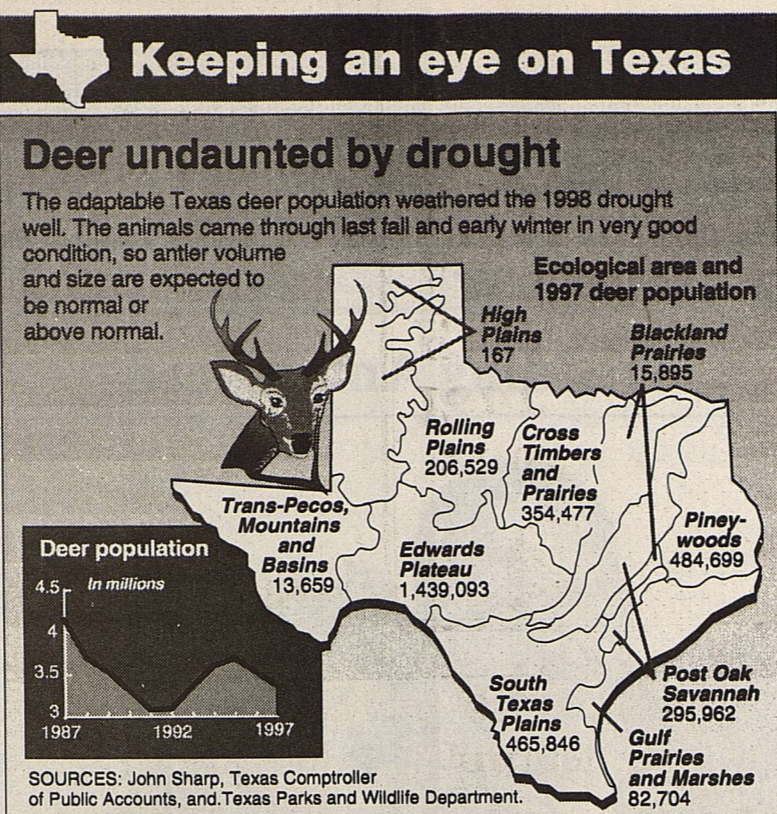 Keeping an eye on Texas
Deer undaunted by drought
The adaptable Texas deer population weathered the 1998 drought
well. The animals came through last fall and early winter in very good
condition, so antler volume
and size are expected to
be normal or
above normal.
Ecological area and
1997 deer population
High
Plains
167
Blackland
Prairies
15,895
Rolling
Plains
206,529
Cross
Timbers
and
Prairies
354,477
Trans-Pecos,
Mountains
and
Basins
13,659
Edwards
Plateau
1,439,093
Piney-
woods
484,699
South
Texas
Plains
465,846
Post Oak
Savannah
295,962
Gulf
Prairies
and Marshes
82,704
Deer population
In millions
4.5
4
3.5
3
1987
1992
1997
SOURCES: John Sharp, Texas Comptroller
of Public Accounts, and.Texas Parks and Wildlife Department.